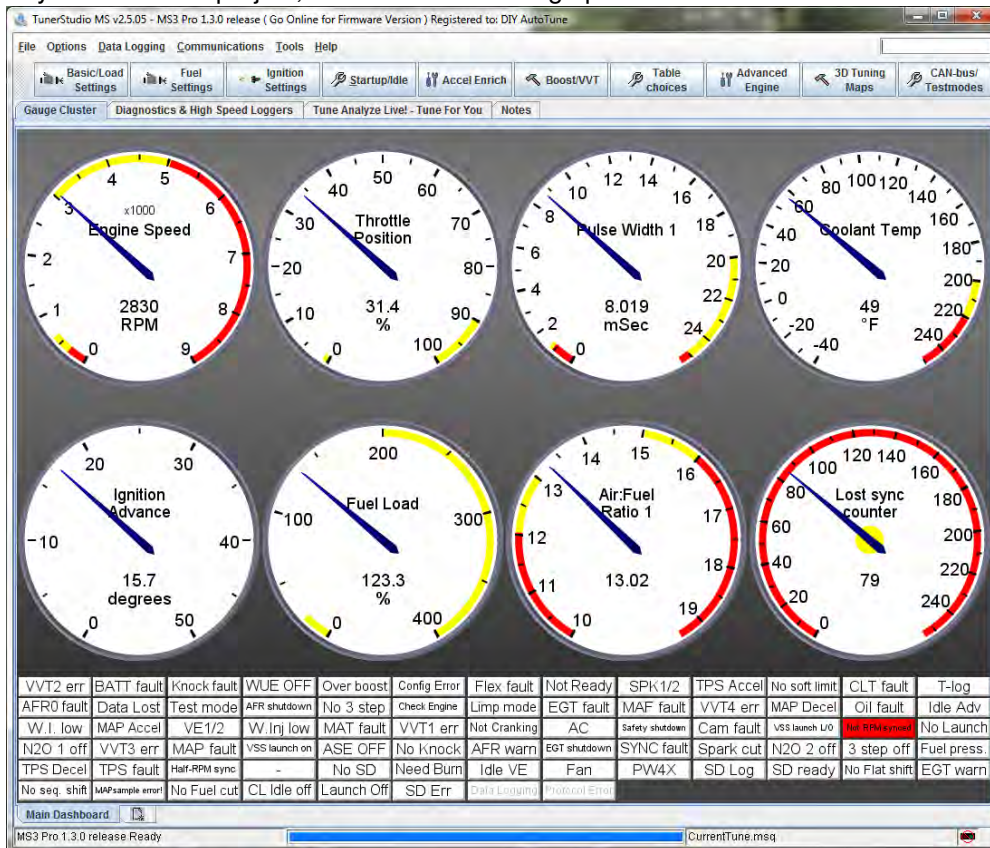 TunerStudio MS v2.5.05 - MS3 Pro 1.3.0 release ( Go Online for Firmware Version ) Registered to: DIY AutoTune
File Options Data Logging Communications Tools Help
Basic/Load Settings
Fuel Settings
Ignition Settings
Startup/Idle
Accel Enrich
Boost/VVT
Table choices
Advanced Engine
3D Tuning Maps
CAN-bus/ Testmodes
Gauge Cluster Diagnostics & High Speed Loggers Tune Analyze Live! - Tune For You Notes
0 1 2 3 4 5 6 7 8 9
x1000
Engine Speed
2830
RPM
0 10 20 30 40 50 60 70 80 90 100
Throttle
Position
31.4
%
0 2 4 6 8 10 12 14 16 18 20 22 24
Pulse Width 1
8.019
mSec
-40 -20 0 20 40 60 80 100 120 140 160 180 200 220 240
Coolant Temp
49
°F
0 10 20 30 40 50
Ignition
Advance
15.7
degrees
0 100 200 300 400
Fuel Load
123.3
%
10 11 12 13 14 15 16 17 18 19
Air:Fuel
Ratio 1
13.02
0 20 40 60 80 100 120 140 160 180 200 220 240
Lost sync
counter
79
VVT2 err BATT fault Knock fault WUE OFF Over boost Config Error Flex fault Not Ready SPK1/2 TPS Accel No soft limit CLT fault T-log
AFR0 fault Data Lost Test mode AFR shutdown No 3 step Check Engine Limp mode EGT fault MAF fault VVT4 err MAP Decel Oil fault Idle Adv
W.I. low MAP Accel VE1/2 W.Inj low MAT fault VVT1 err Not Cranking AC Safety shutdown Cam fault VSS launch L/O Not RPM synced No Launch
N2O 1 off VVT3 err MAP fault VSS launch on ASE OFF No Knock AFR warn EGT shutdown SYNC fault Spark cut N2O 2 off 3 step off Fuel press.
TPS Decel TPS fault Half-RPM sync - No SD Need Burn Idle VE Fan PW4X SD Log SD ready No Flat shift EGT warn
No seq. shift MAPsample error! No Fuel cut CL Idle off Launch Off SD Err Data Logging Protocol Error
Main Dashboard
MS3 Pro 1.3.0 release Ready CurrentTune.msq